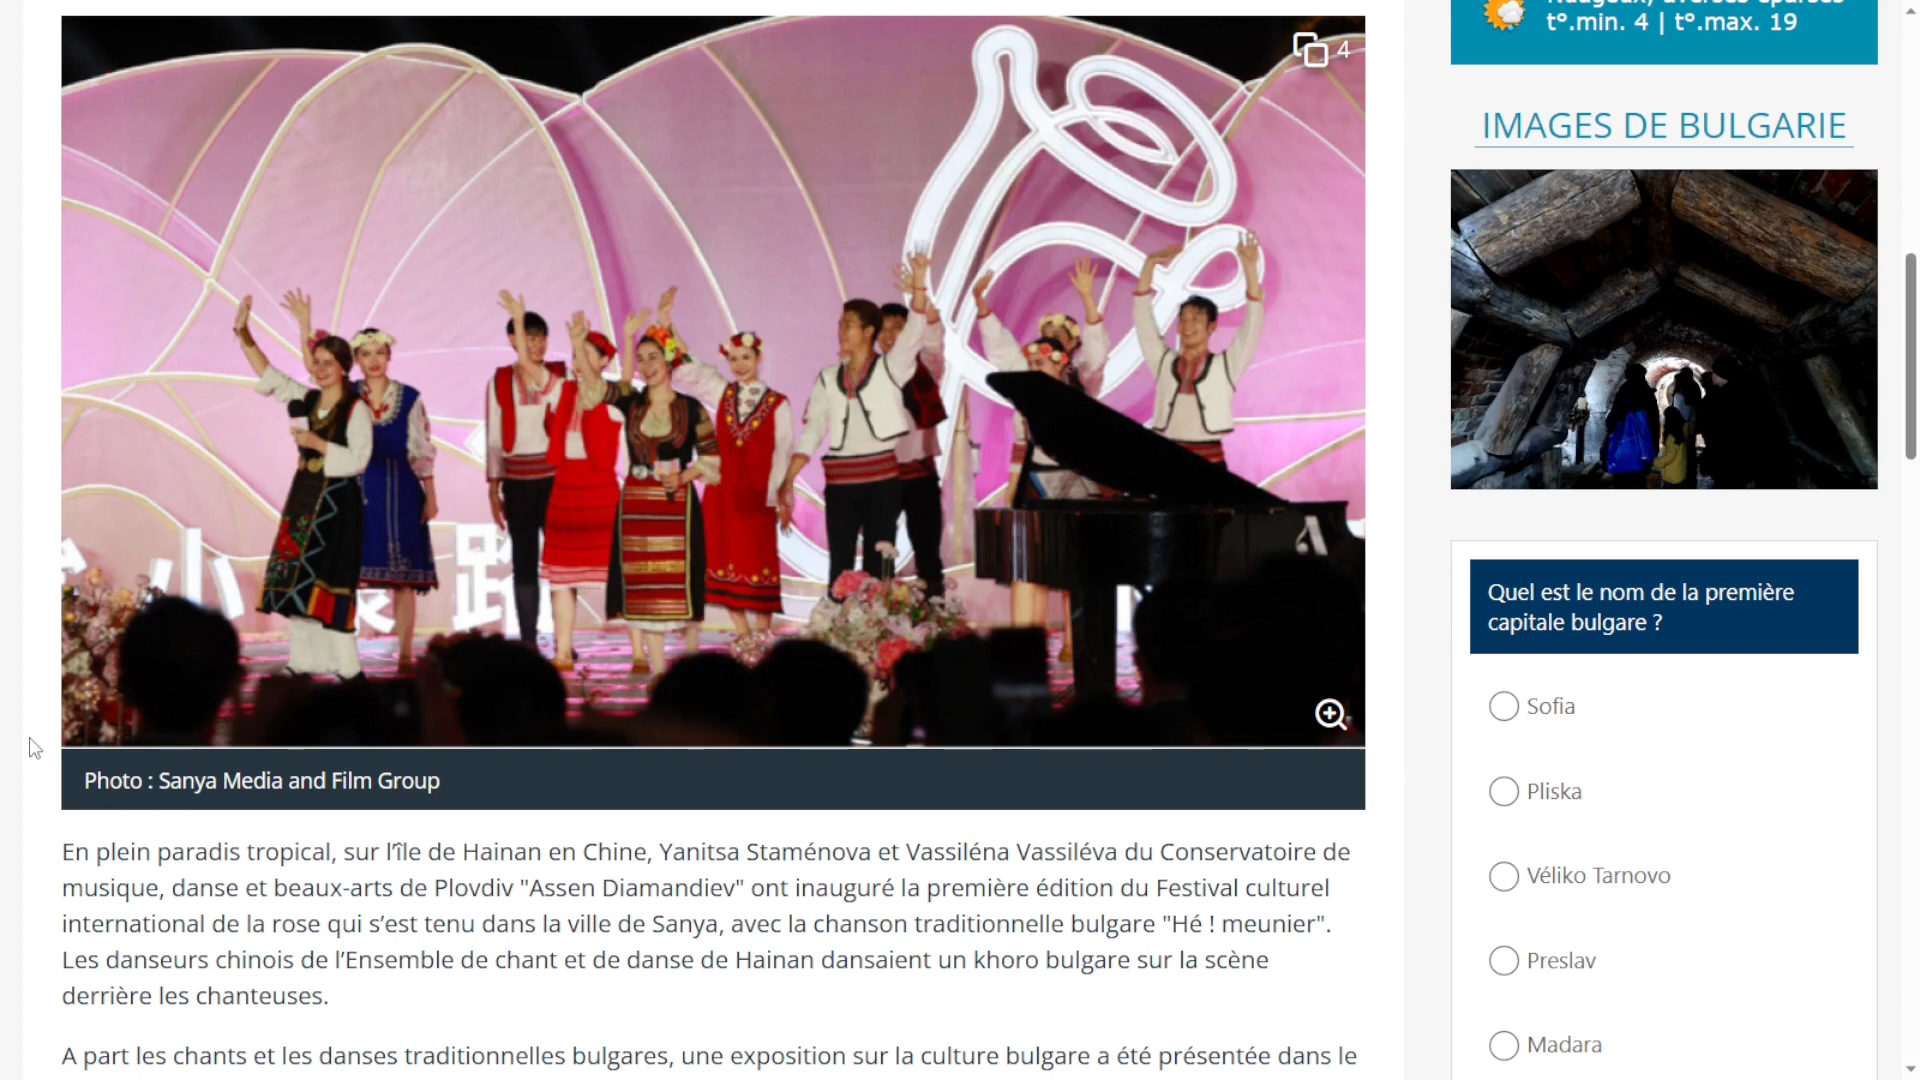 t°.min. 4 | t°.max. 19
4
IMAGES DE BULGARIE
小
路
Photo : Sanya Media and Film Group
En plein paradis tropical, sur l’île de Hainan en Chine, Yanitsa Staménova et Vassiléna Vassiléva du Conservatoire de
musique, danse et beaux-arts de Plovdiv "Assen Diamandiev" ont inauguré la première édition du Festival culturel
international de la rose qui s’est tenu dans la ville de Sanya, avec la chanson traditionnelle bulgare "Hé ! meunier".
Les danseurs chinois de l’Ensemble de chant et de danse de Hainan dansaient un khoro bulgare sur la scène
derrière les chanteuses.
A part les chants et les danses traditionnelles bulgares, une exposition sur la culture bulgare a été présentée dans le
Quel est le nom de la première
capitale bulgare ?
Sofia
Pliska
Véliko Tarnovo
Preslav
Madara